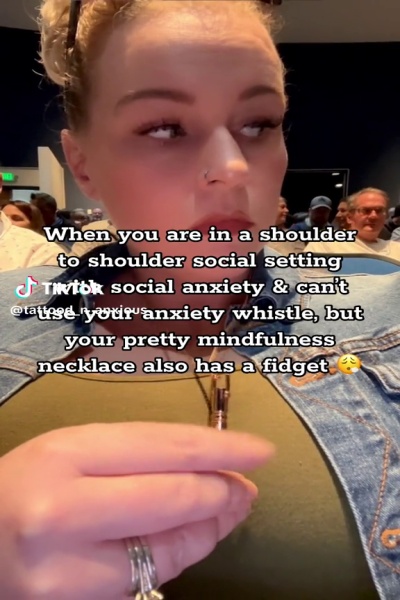 When you are in a shoulder
to shoulder social setting
TikTok social anxiety & can't
@tattooed_n_anxious
use your anxiety whistle, but
your pretty mindfulness
necklace also has a fidget 😮‍💨